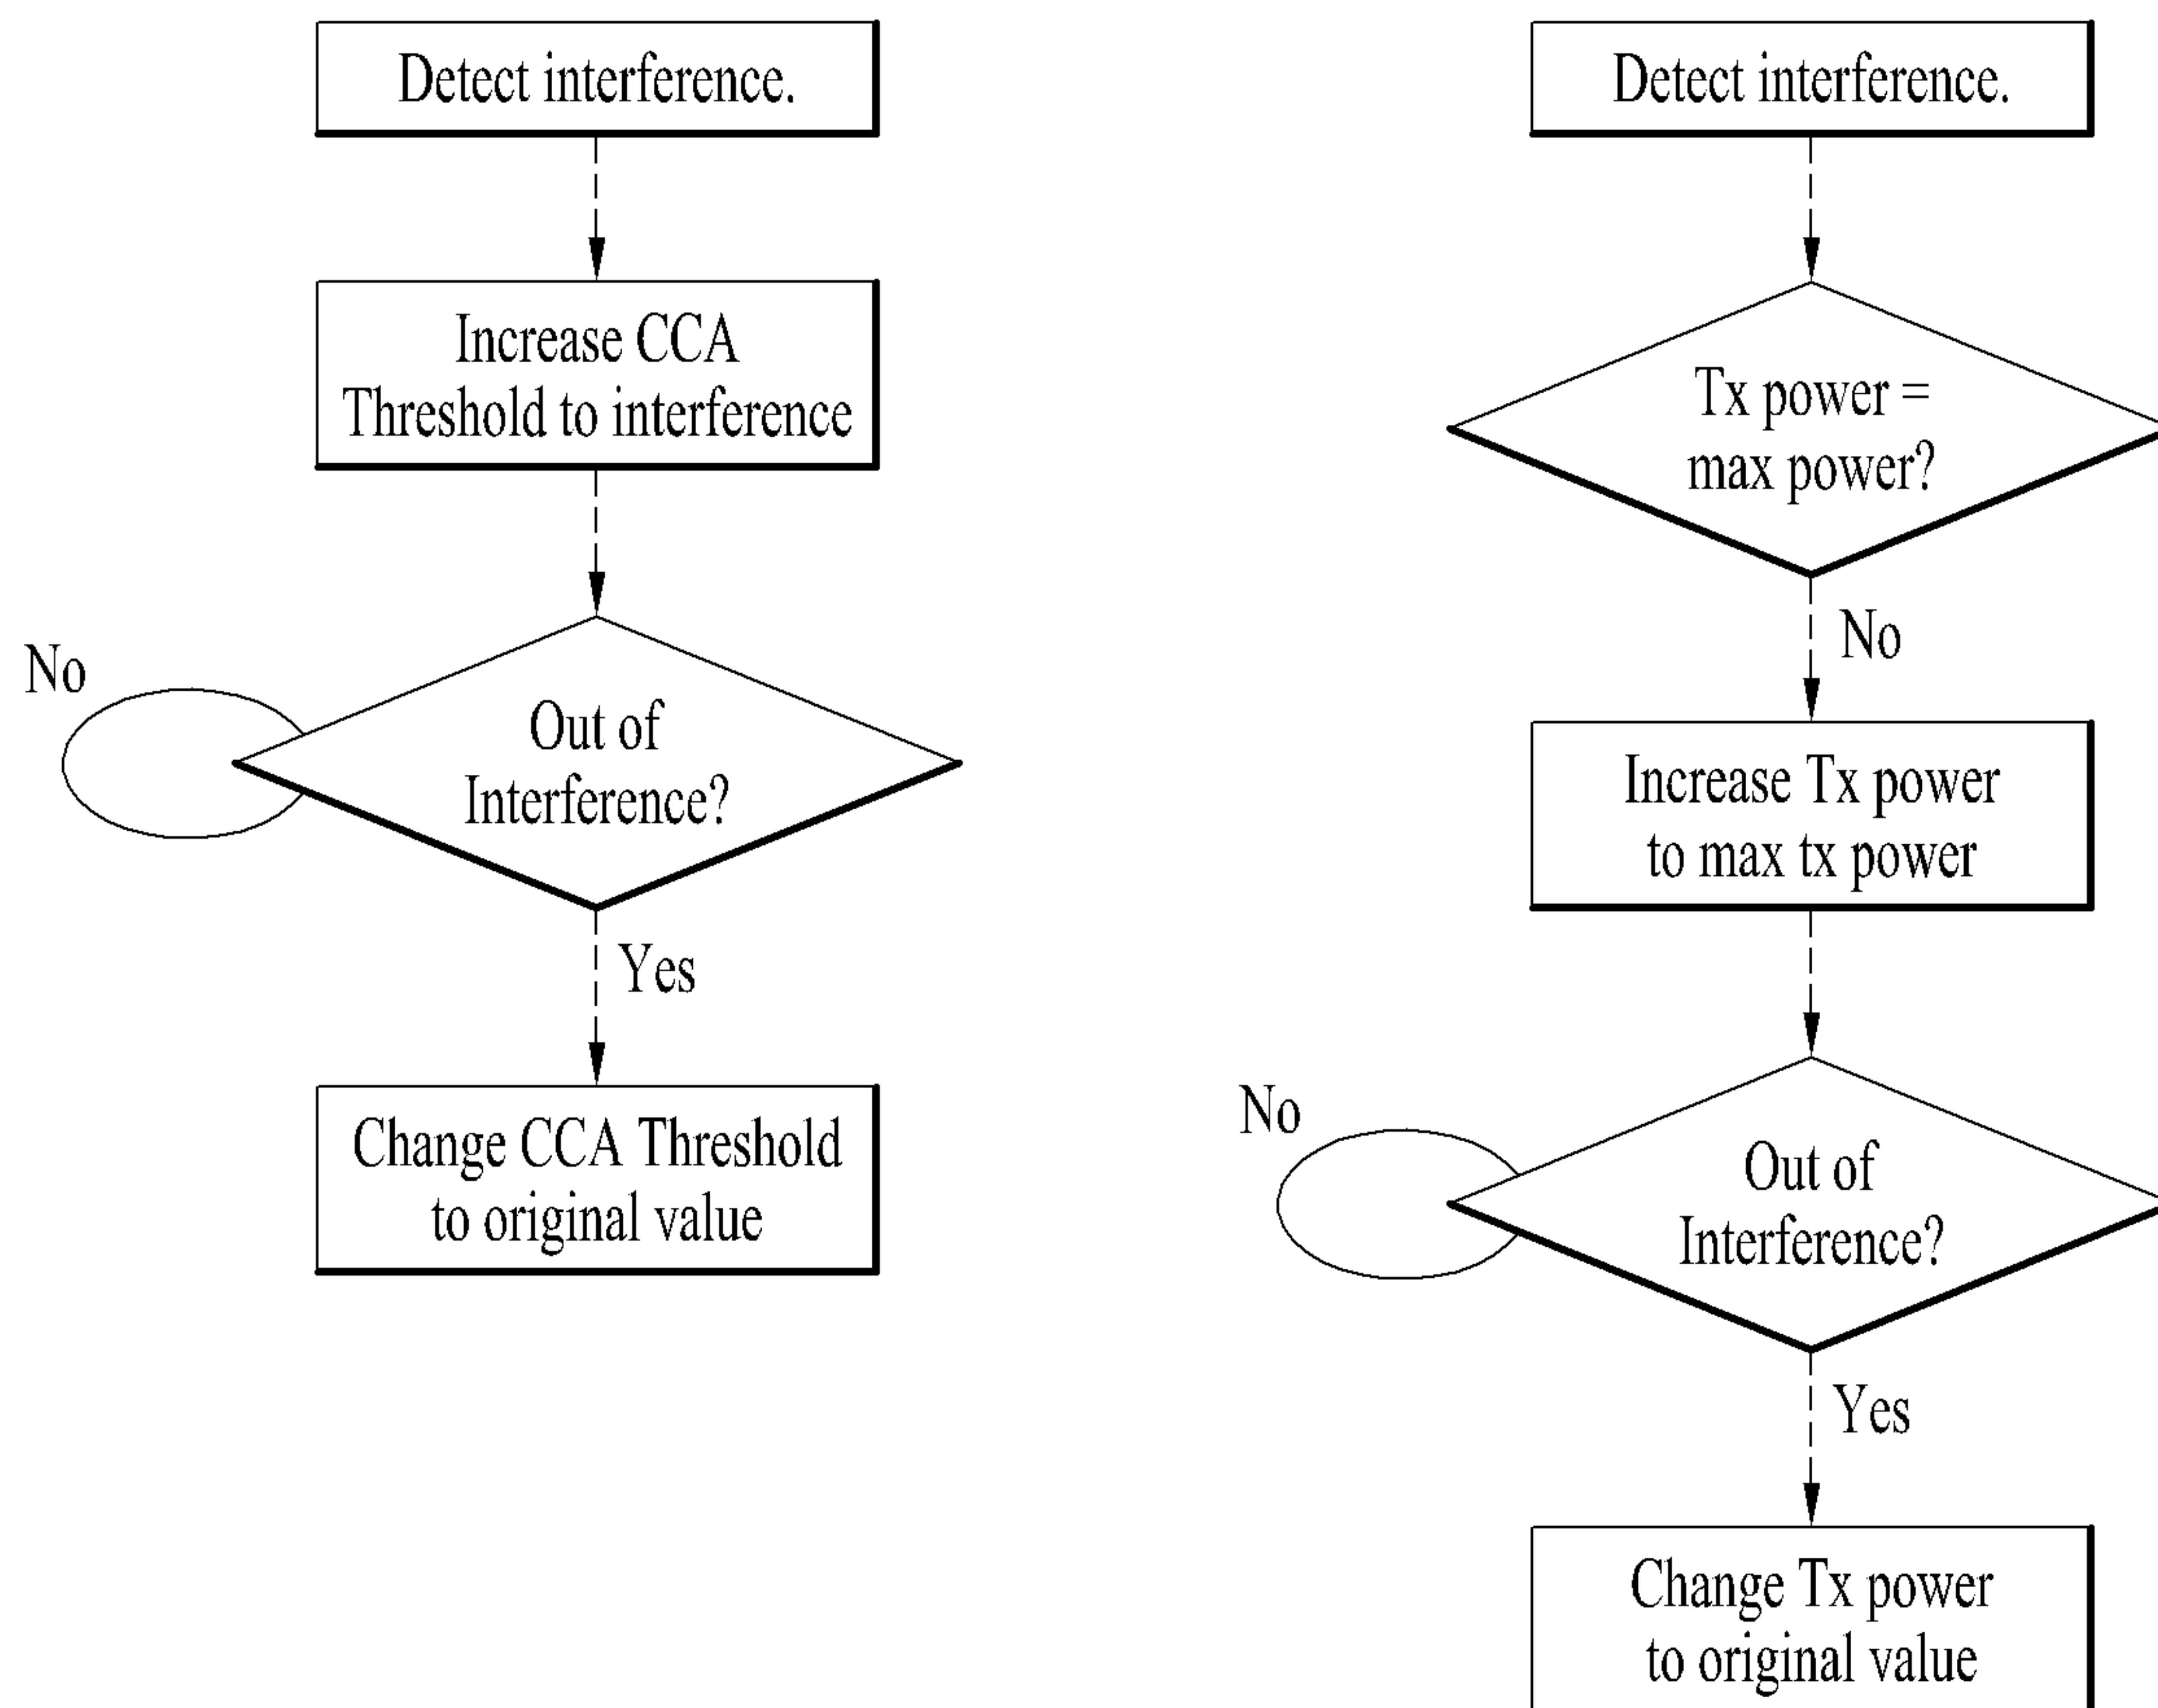 Detect interference.
Increase CCA
Threshold to interference
No
Out of
Interference?
Yes
Change CCA Threshold
to original value
Detect interference.
Tx power =
max power?
No
Increase Tx power
to max tx power
No
Out of
Interference?
Yes
Change Tx power
to original value